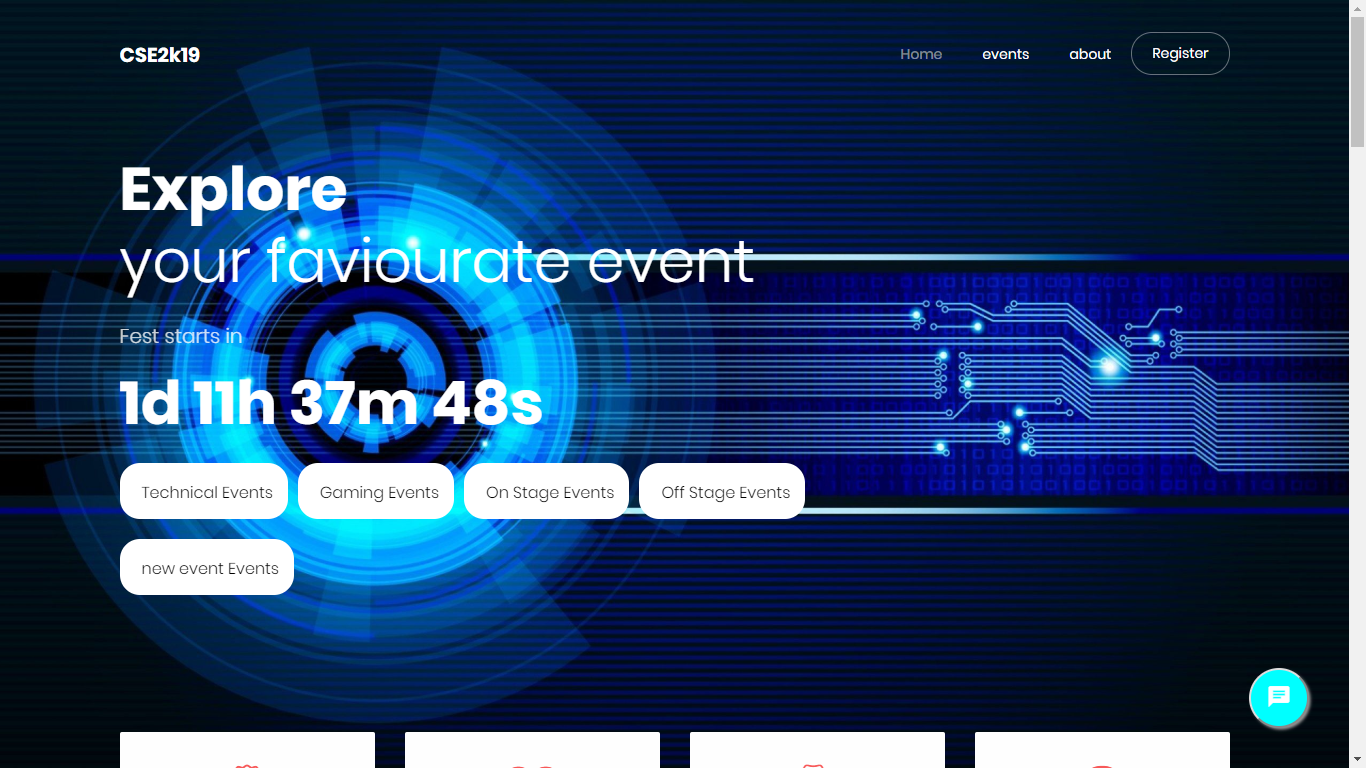 CSE2k19
Home
events
about
Register
Explore
your faviourate event
Fest starts in
1d 11h 37m 48s
Technical Events
Gaming Events
On Stage Events
Off Stage Events
new event Events